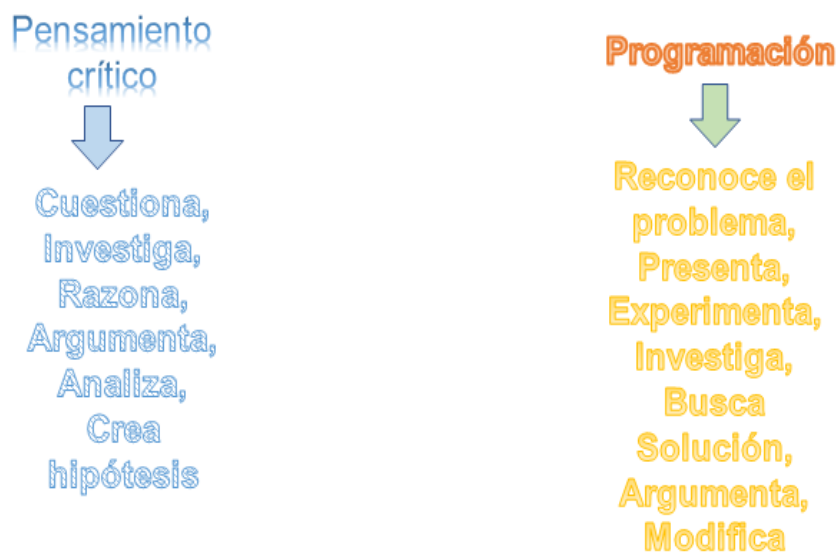 Pensamiento
crítico
Cuestiona,
Investiga,
Razona,
Argumenta,
Analiza,
Crea
hipótesis
Programación
Reconoce el
problema,
Presenta,
Experimenta,
Investiga,
Busca
Solución,
Argumenta,
Modifica